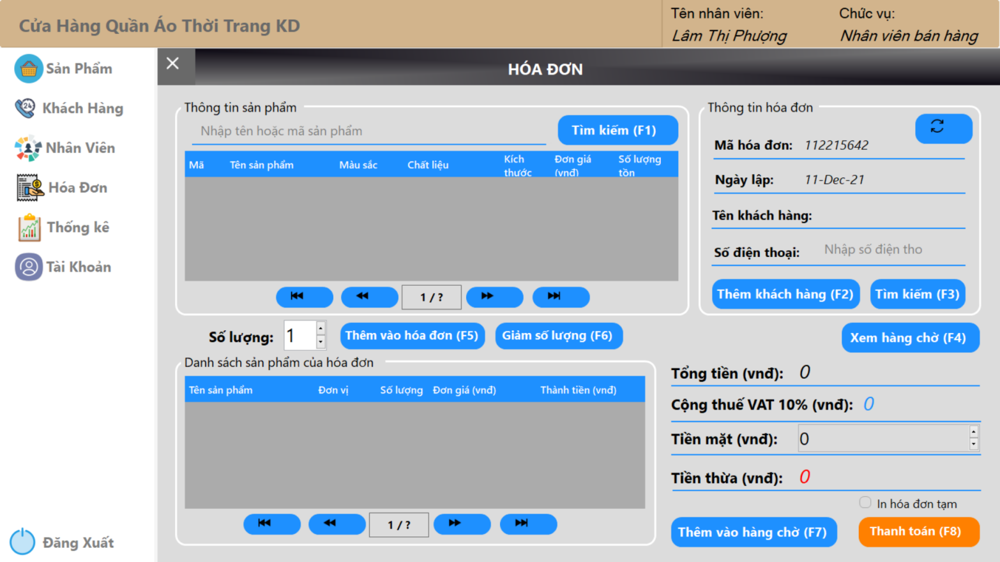 Cửa Hàng Quần Áo Thời Trang KD
Tên nhân viên:
Lâm Thị Phượng
Chức vụ:
Nhân viên bán hàng
Sản Phẩm
24
Khách Hàng
Nhân Viên
Hóa Đơn
Thống kê
Tài Khoản
Đăng Xuất
HÓA ĐƠN
Thông tin sản phẩm
Nhập tên hoặc mã sản phẩm
Tìm kiếm (F1)
Mã
Tên sản phẩm
Màu sắc
Chất liệu
Kích
thước
Đơn giá
(vnđ)
Số lượng
tồn
1 / ?
Thông tin hóa đơn
Mã hóa đơn: 112215642
Ngày lập: 11-Dec-21
Tên khách hàng:
Số điện thoại: Nhập số điện tho
Thêm khách hàng (F2)
Tìm kiếm (F3)
Số lượng: 1
Thêm vào hóa đơn (F5)
Giảm số lượng (F6)
Xem hàng chờ (F4)
Danh sách sản phẩm của hóa đơn
Tên sản phẩm
Đơn vị
Số lượng
Đơn giá (vnđ)
Thành tiền (vnđ)
1 / ?
Tổng tiền (vnđ): 0
Cộng thuế VAT 10% (vnđ): 0
Tiền mặt (vnđ): 0
Tiền thừa (vnđ): 0
In hóa đơn tạm
Thêm vào hàng chờ (F7)
Thanh toán (F8)